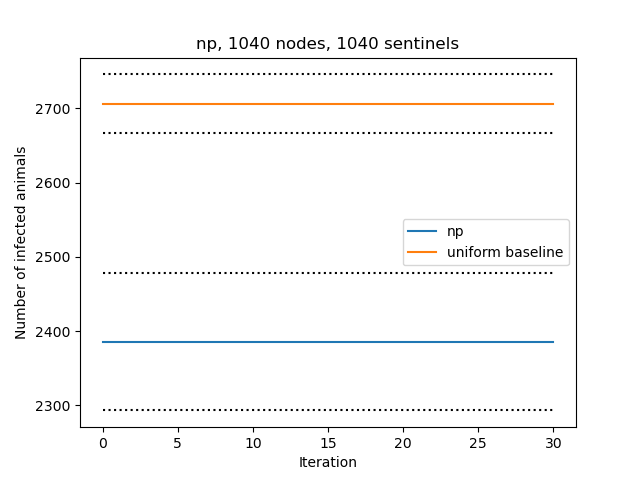 np, 1040 nodes, 1040 sentinels
Number of infected animals
2700
2600
2500
2400
2300
np
uniform baseline
0 5 10 15 20 25 30
Iteration